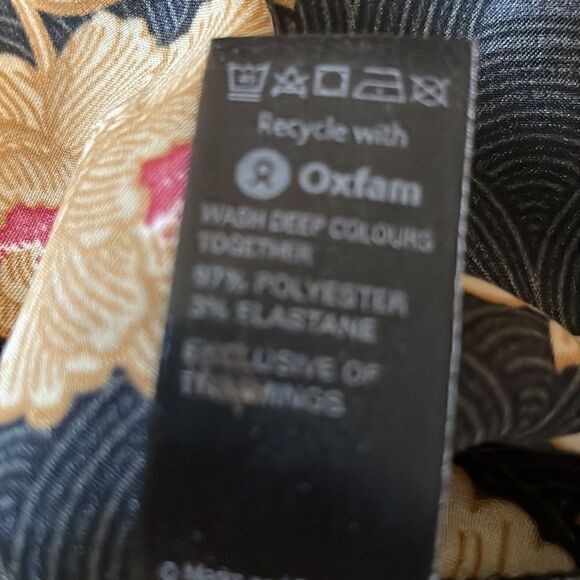 Recycle with
Oxfam
WASH DEEP COLOURS
TOGETHER
97% POLYESTER
3% ELASTANE
EXCLUSIVE OF
TRIMMINGS
©